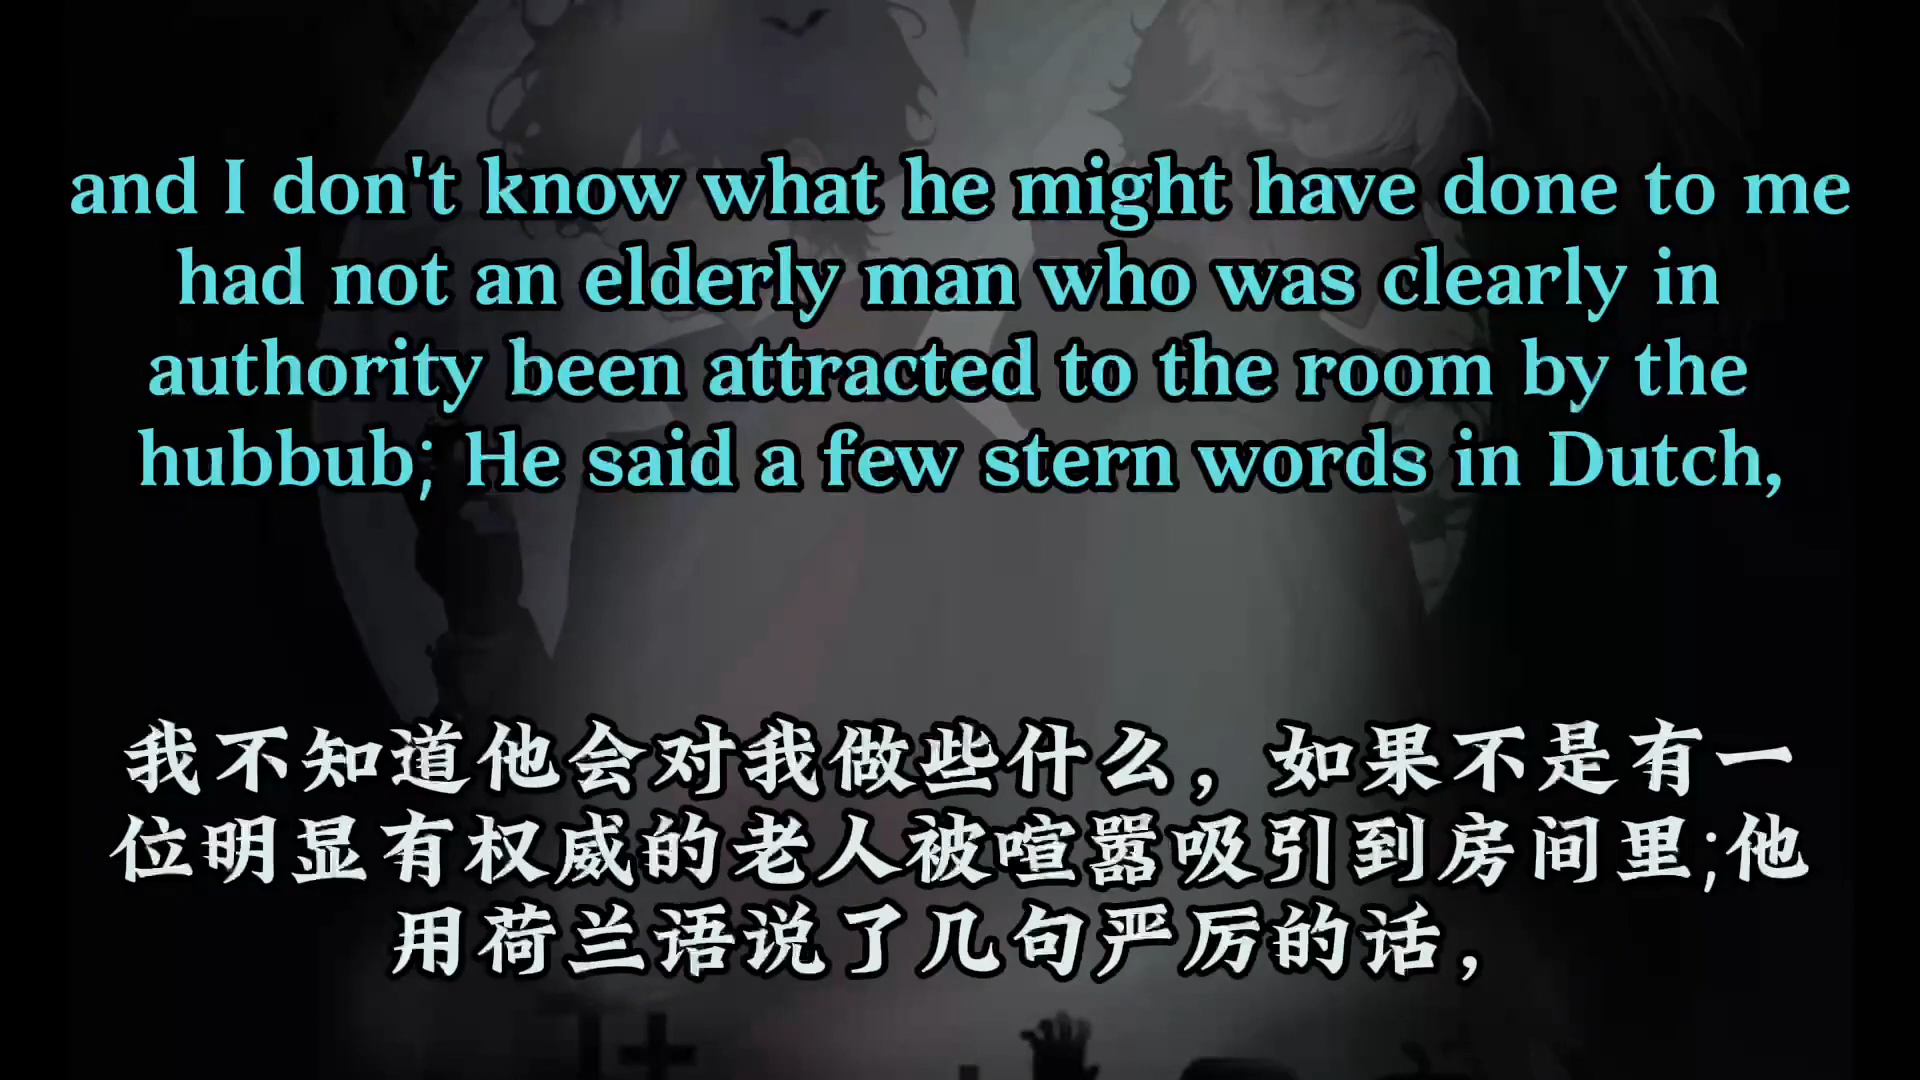 and I don't know what he might have done to me
had not an elderly man who was clearly in
authority been attracted to the room by the
hubbub; He said a few stern words in Dutch,
我不知道他会对我做些什么，如果不是有一
位明显有权威的老人被喧嚣吸引到房间里;他
用荷兰语说了几句严厉的话，